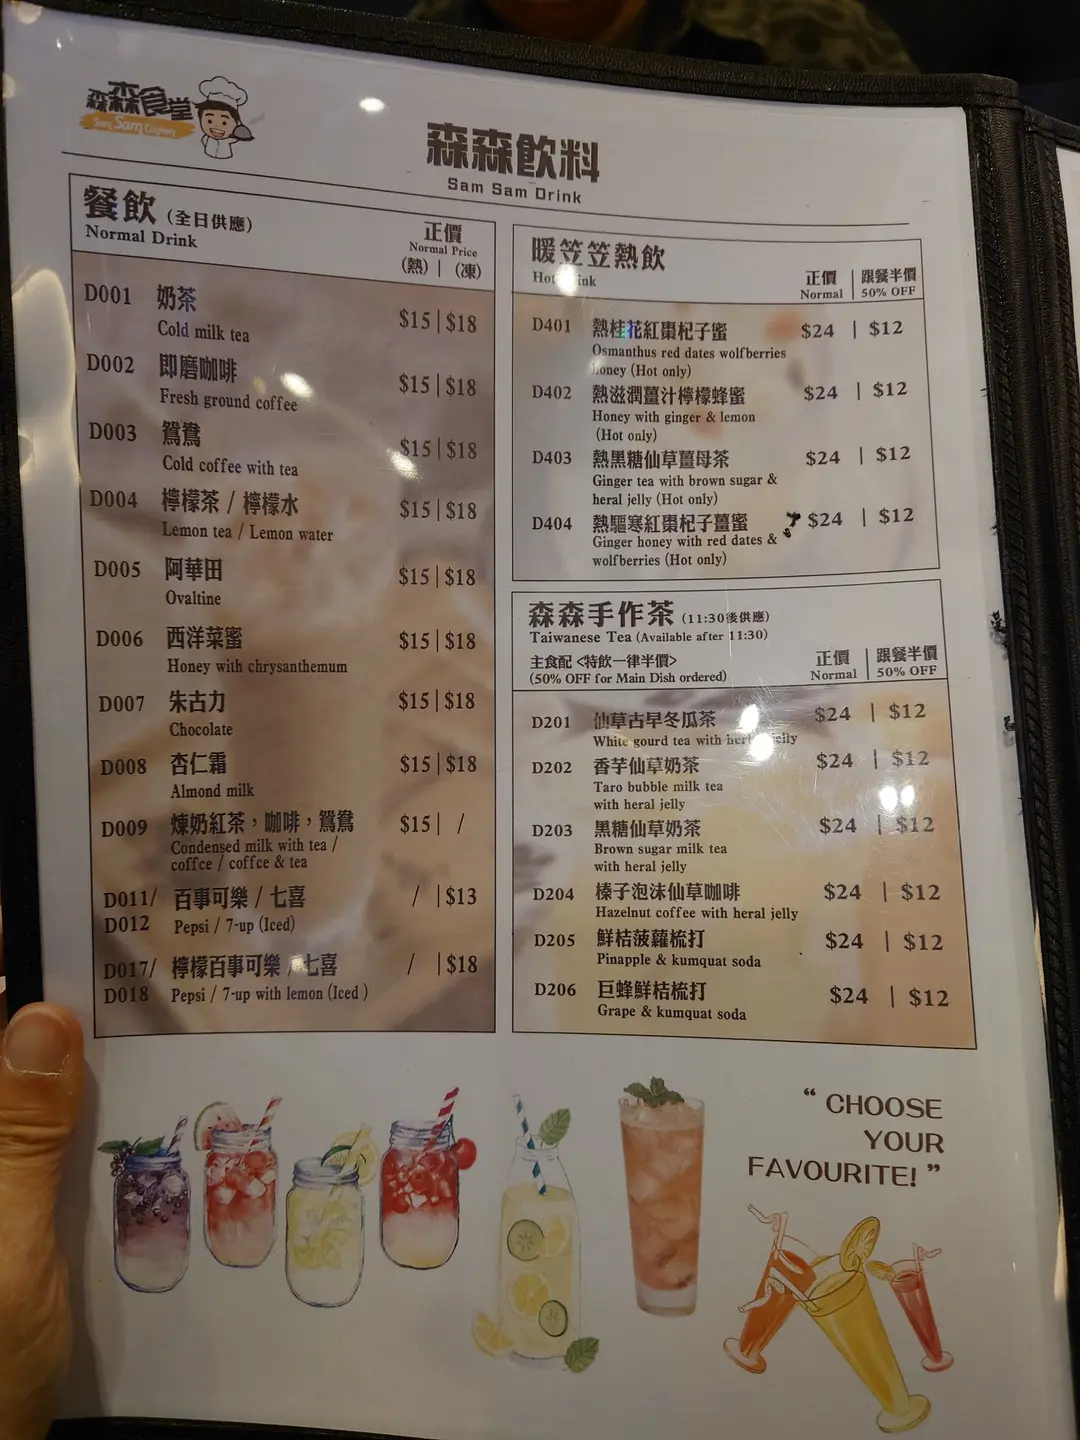 森森食堂
Sam Sam Canteen
森森飲料
Sam Sam Drink
餐飲 (全日供應)
Normal Drink
正價
Normal Price
(熱) | (凍)
D001 奶茶 $15 | $18
Cold milk tea
D002 即磨咖啡 $15 | $18
Fresh ground coffee
D003 鴛鴦 $15 | $18
Cold coffee with tea
D004 檸檬茶 / 檸檬水 $15 | $18
Lemon tea / Lemon water
D005 阿華田 $15 | $18
Ovaltine
D006 西洋菜蜜 $15 | $18
Honey with chrysanthemum
D007 朱古力 $15 | $18
Chocolate
D008 杏仁霜 $15 | $18
Almond milk
D009 煉奶紅茶，咖啡，鴛鴦 $15 | /
Condensed milk with tea /
coffce / coffce & tea
D011/ 百事可樂 / 七喜 / | $13
D012 Pepsi / 7-up (Iced)
D017/ 檸檬百事可樂 / 七喜 / | $18
D018 Pepsi / 7-up with lemon (Iced )
暖笠笠熱飲
正價 | 跟餐半價
Normal | 50% OFF
D401 熱桂花紅棗杞子蜜 $24 | $12
Osmanthus red dates wolfberries
honey (Hot only)
D402 熱滋潤薑汁檸檬蜂蜜 $24 | $12
Honey with ginger & lemon
(Hot only)
D403 熱黑糖仙草薑母茶 $24 | $12
Ginger tea with brown sugar &
heral jelly (Hot only)
D404 熱驅寒紅棗杞子薑蜜 $24 | $12
Ginger honey with red dates &
wolfberries (Hot only)
森森手作茶 (11:30後供應)
Taiwanese Tea (Available after 11:30)
主食配 <特飲一律半價>
(50% OFF for Main Dish ordered)
正價 | 跟餐半價
Normal | 50% OFF
D201 仙草古早冬瓜茶 $24 | $12
White gourd tea with jelly
D202 香芋仙草奶茶 $24 | $12
Taro bubble milk tea
with heral jelly
D203 黑糖仙草奶茶 $24 | $12
Brown sugar milk tea
with heral jelly
D204 榛子泡沫仙草咖啡 $24 | $12
Hazelnut coffee with heral jelly
D205 鮮桔菠蘿梳打 $24 | $12
Pinapple & kumquat soda
D206 巨蜂鮮桔梳打 $24 | $12
Grape & kumquat soda
“ CHOOSE
YOUR
FAVOURITE! ”